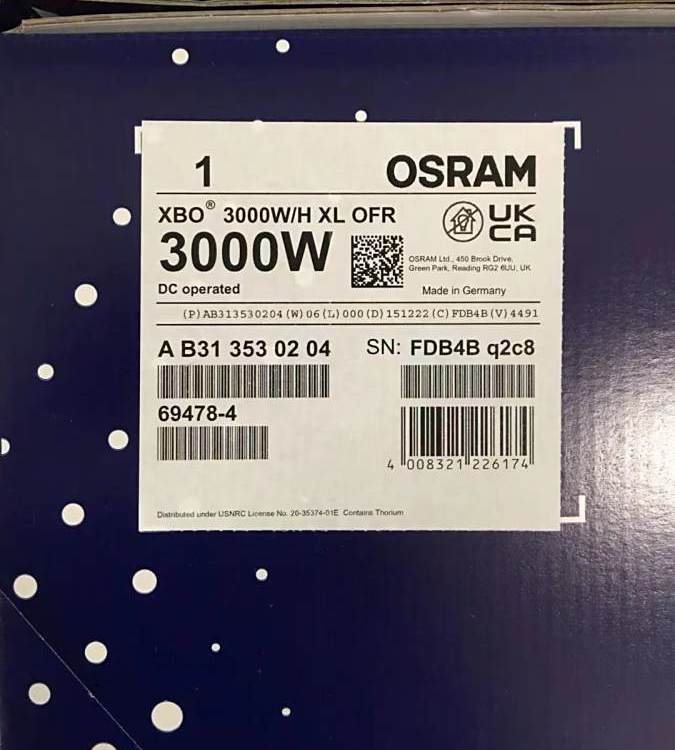 1 OSRAM
XBO® 3000W/H XL OFR
UK
CA
3000W
OSRAM Ltd., 450 Brook Drive,
Green Park, Reading RG2 6UU, UK
DC operated
Made in Germany
(P)AB313530204(W)06(L)000(D)151222(C)FDB4B(V)4491
A B31 353 02 04
SN: FDB4B q2c8
69478-4
4 008321 226174
Distributed under USNRC License No. 20-35374-01E Contains Thorium